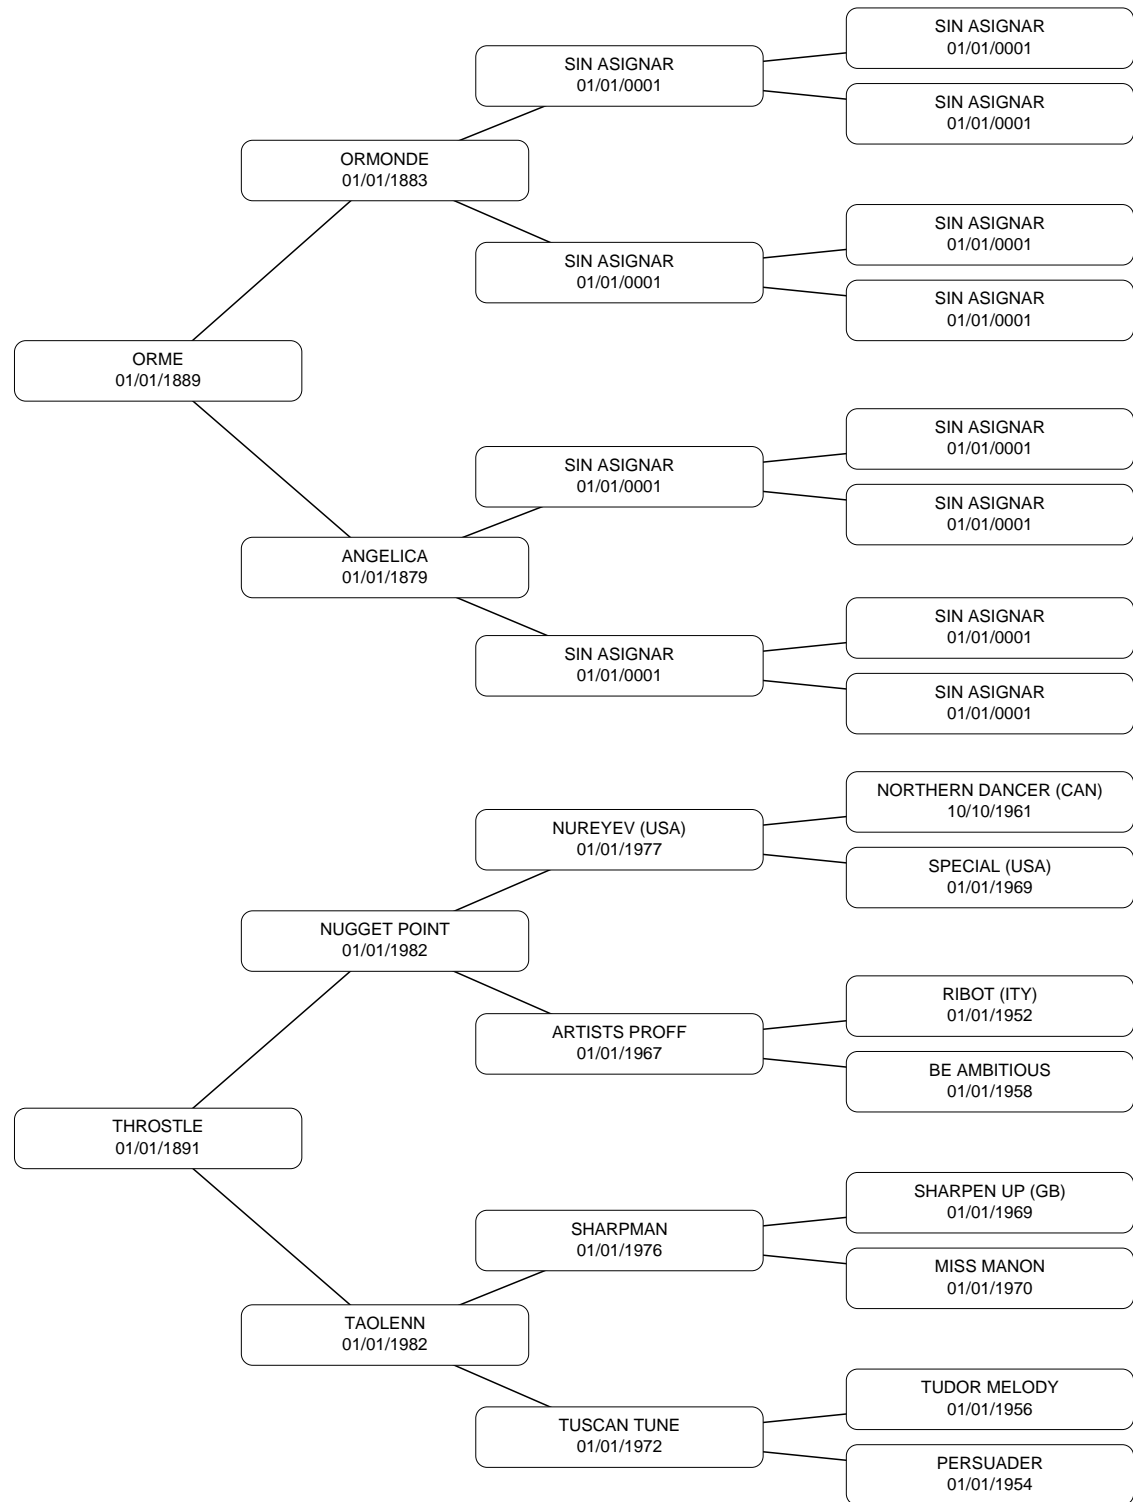 SIN ASIGNAR
01/01/0001
SIN ASIGNAR
01/01/0001
SIN ASIGNAR
01/01/0001
ORMONDE
01/01/1883
SIN ASIGNAR
01/01/0001
SIN ASIGNAR
01/01/0001
SIN ASIGNAR
01/01/0001
ORME
01/01/1889
SIN ASIGNAR
01/01/0001
SIN ASIGNAR
01/01/0001
SIN ASIGNAR
01/01/0001
ANGELICA
01/01/1879
SIN ASIGNAR
01/01/0001
SIN ASIGNAR
01/01/0001
SIN ASIGNAR
01/01/0001
NORTHERN DANCER (CAN)
10/10/1961
NUREYEV (USA)
01/01/1977
SPECIAL (USA)
01/01/1969
NUGGET POINT
01/01/1982
RIBOT (ITY)
01/01/1952
ARTISTS PROFF
01/01/1967
BE AMBITIOUS
01/01/1958
THROSTLE
01/01/1891
SHARPEN UP (GB)
01/01/1969
SHARPMAN
01/01/1976
MISS MANON
01/01/1970
TAOLENN
01/01/1982
TUDOR MELODY
01/01/1956
TUSCAN TUNE
01/01/1972
PERSUADER
01/01/1954